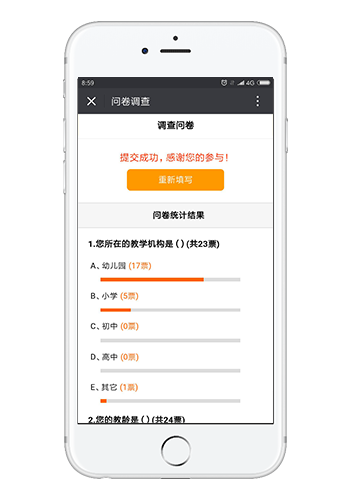 8:59
4G
问卷调查
调查问卷
提交成功，感谢您的参与！
重新填写
问卷统计结果
1.您所在的教学机构是 ( ) (共23票)
A、幼儿园 (17票)
B、小学 (5票)
C、初中 (0票)
D、高中 (0票)
E、其它 (1票)
2.您的教龄是 ( ) (共24票)